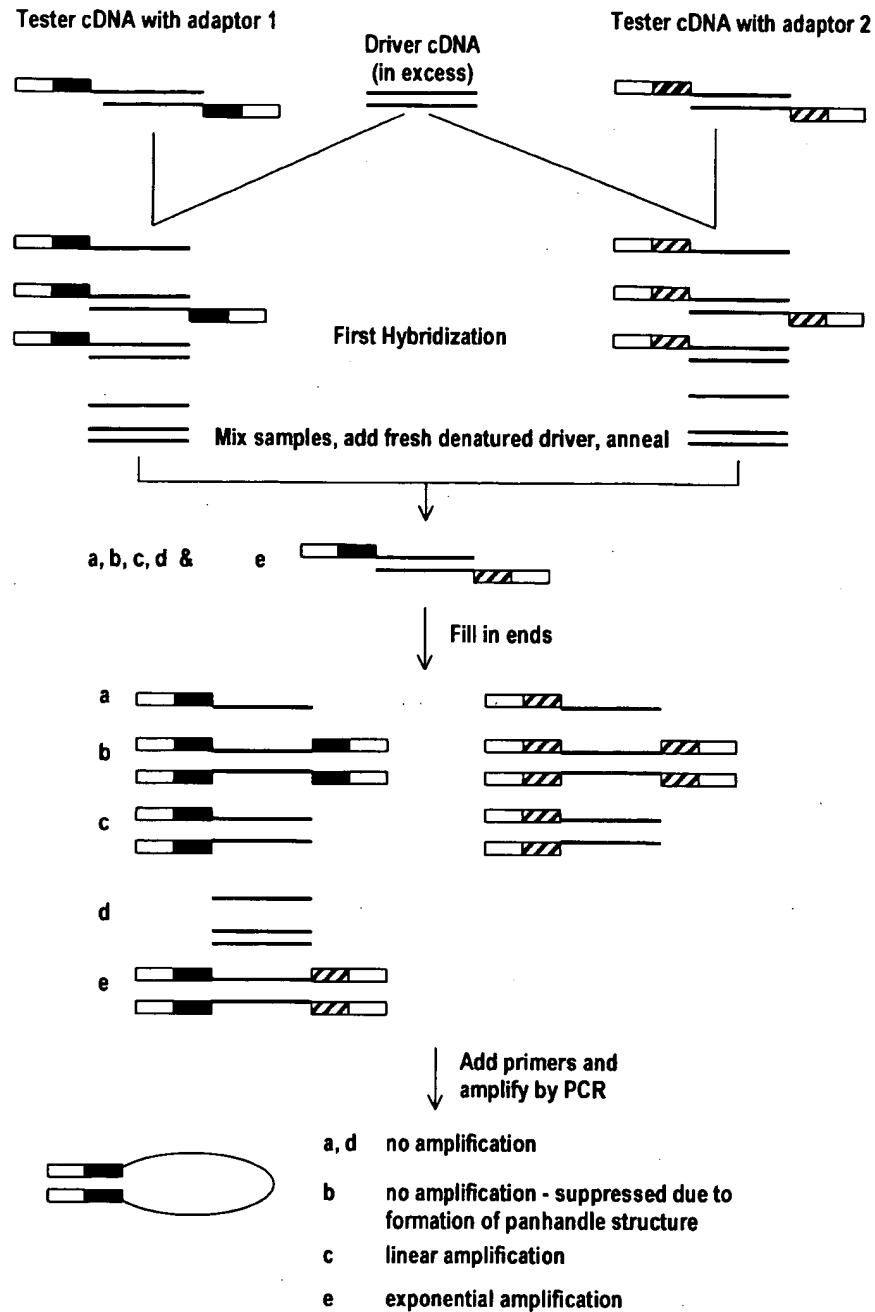 Tester cDNA with adaptor 1
Driver cDNA
(in excess)
Tester cDNA with adaptor 2
First Hybridization
Mix samples, add fresh denatured driver, anneal
a, b, c, d & e
Fill in ends
a
b
c
d
e
Add primers and
amplify by PCR
a, d no amplification
b no amplification - suppressed due to
formation of panhandle structure
c linear amplification
e exponential amplification